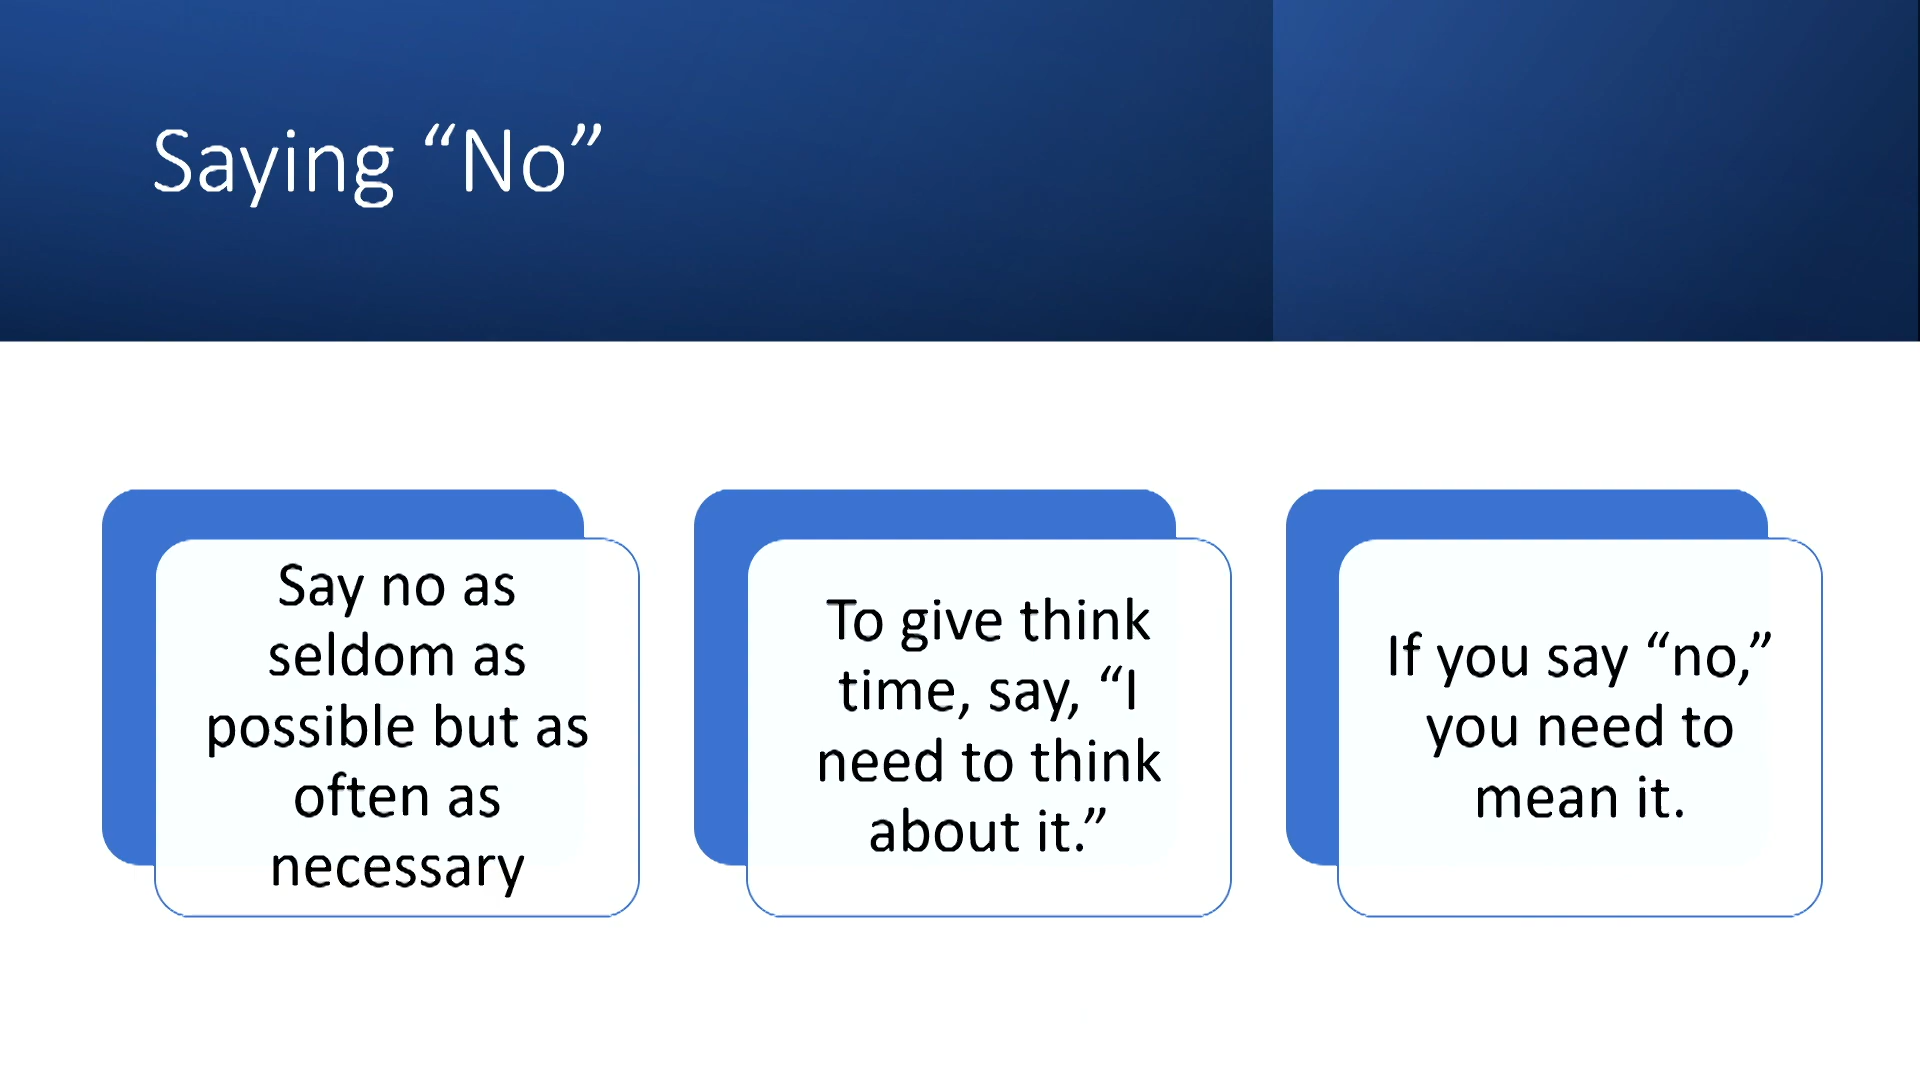 Saying “No”
Say no as
seldom as
possible but as
often as
necessary
To give think
time, say, “I
need to think
about it.”
If you say “no,”
you need to
mean it.